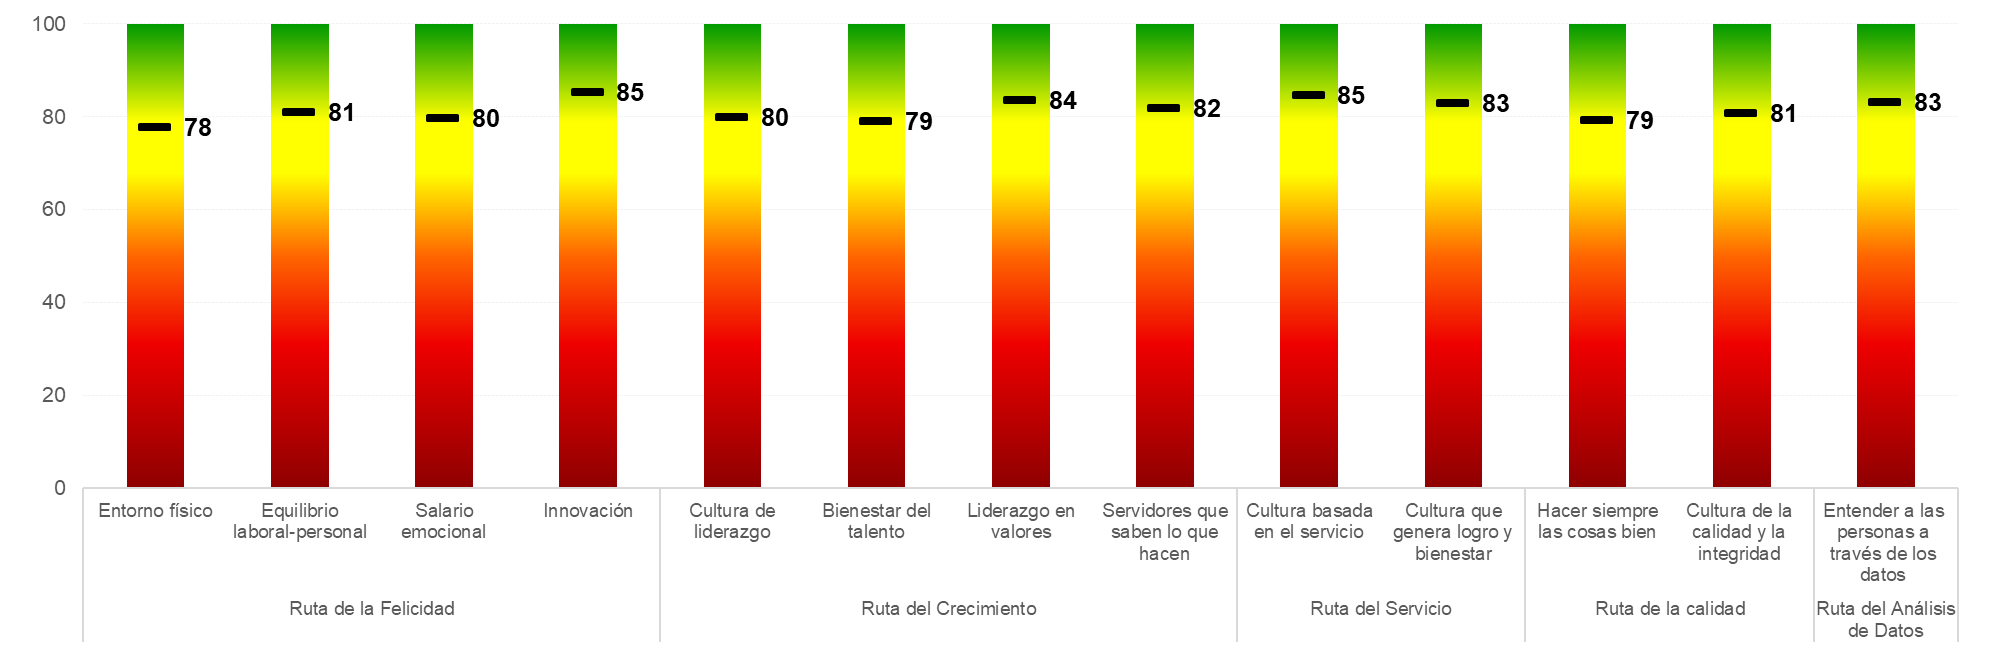 100
80
60
40
20
0
78
81
80
85
80
79
84
82
85
83
79
81
83
Entorno físico
Equilibrio
laboral-personal
Salario
emocional
Innovación
Cultura de
liderazgo
Bienestar del
talento
Liderazgo en
valores
Servidores que
saben lo que
hacen
Cultura basada
en el servicio
Cultura que
genera logro y
bienestar
Hacer siempre
las cosas bien
Cultura de la
calidad y la
integridad
Entender a las
personas a
través de los
datos
Ruta de la Felicidad
Ruta del Crecimiento
Ruta del Servicio
Ruta de la calidad
Ruta del Análisis
de Datos